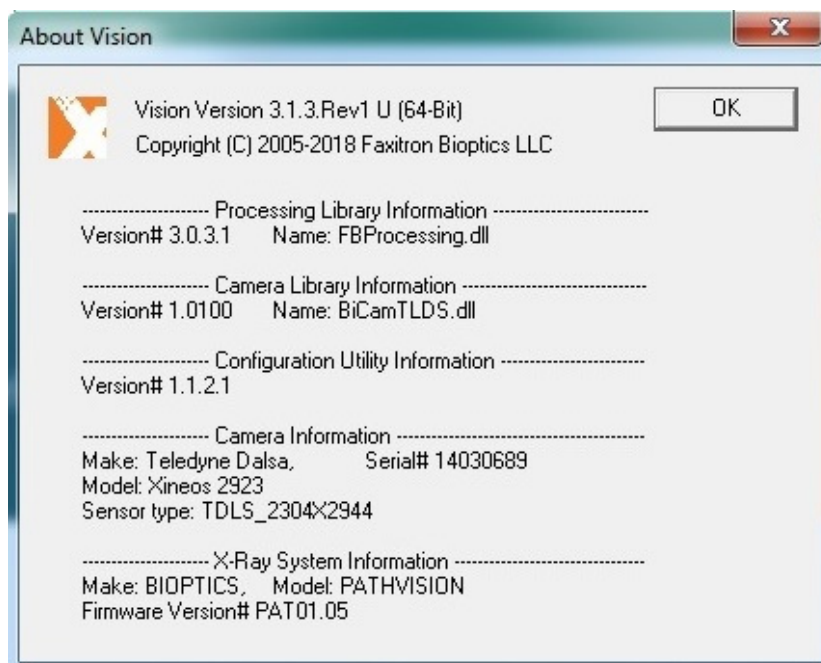 About Vision
Vision Version 3.1.3.Rev1 U (64-Bit)
OK
Copyright (C) 2005-2018 Faxitron Bioptics LLC
--------------------- Processing Library Information --------------------------
Version# 3.0.3.1 Name: FBProcessing.dll
--------------------- Camera Library Information -------------------------------
Version# 1.0100 Name: BiCamTLDS.dll
--------------------- Configuration Utility Information ------------------------
Version# 1.1.2.1
--------------------- Camera Information -----------------------------------------
Make: Teledyne Dalsa, Serial# 14030689
Model: Xineos 2923
Sensor type: TDLS_2304X2944
--------------------- X-Ray System Information --------------------------------
Make: BIOPTICS, Model: PATHVISION
Firmware Version# PAT01.05